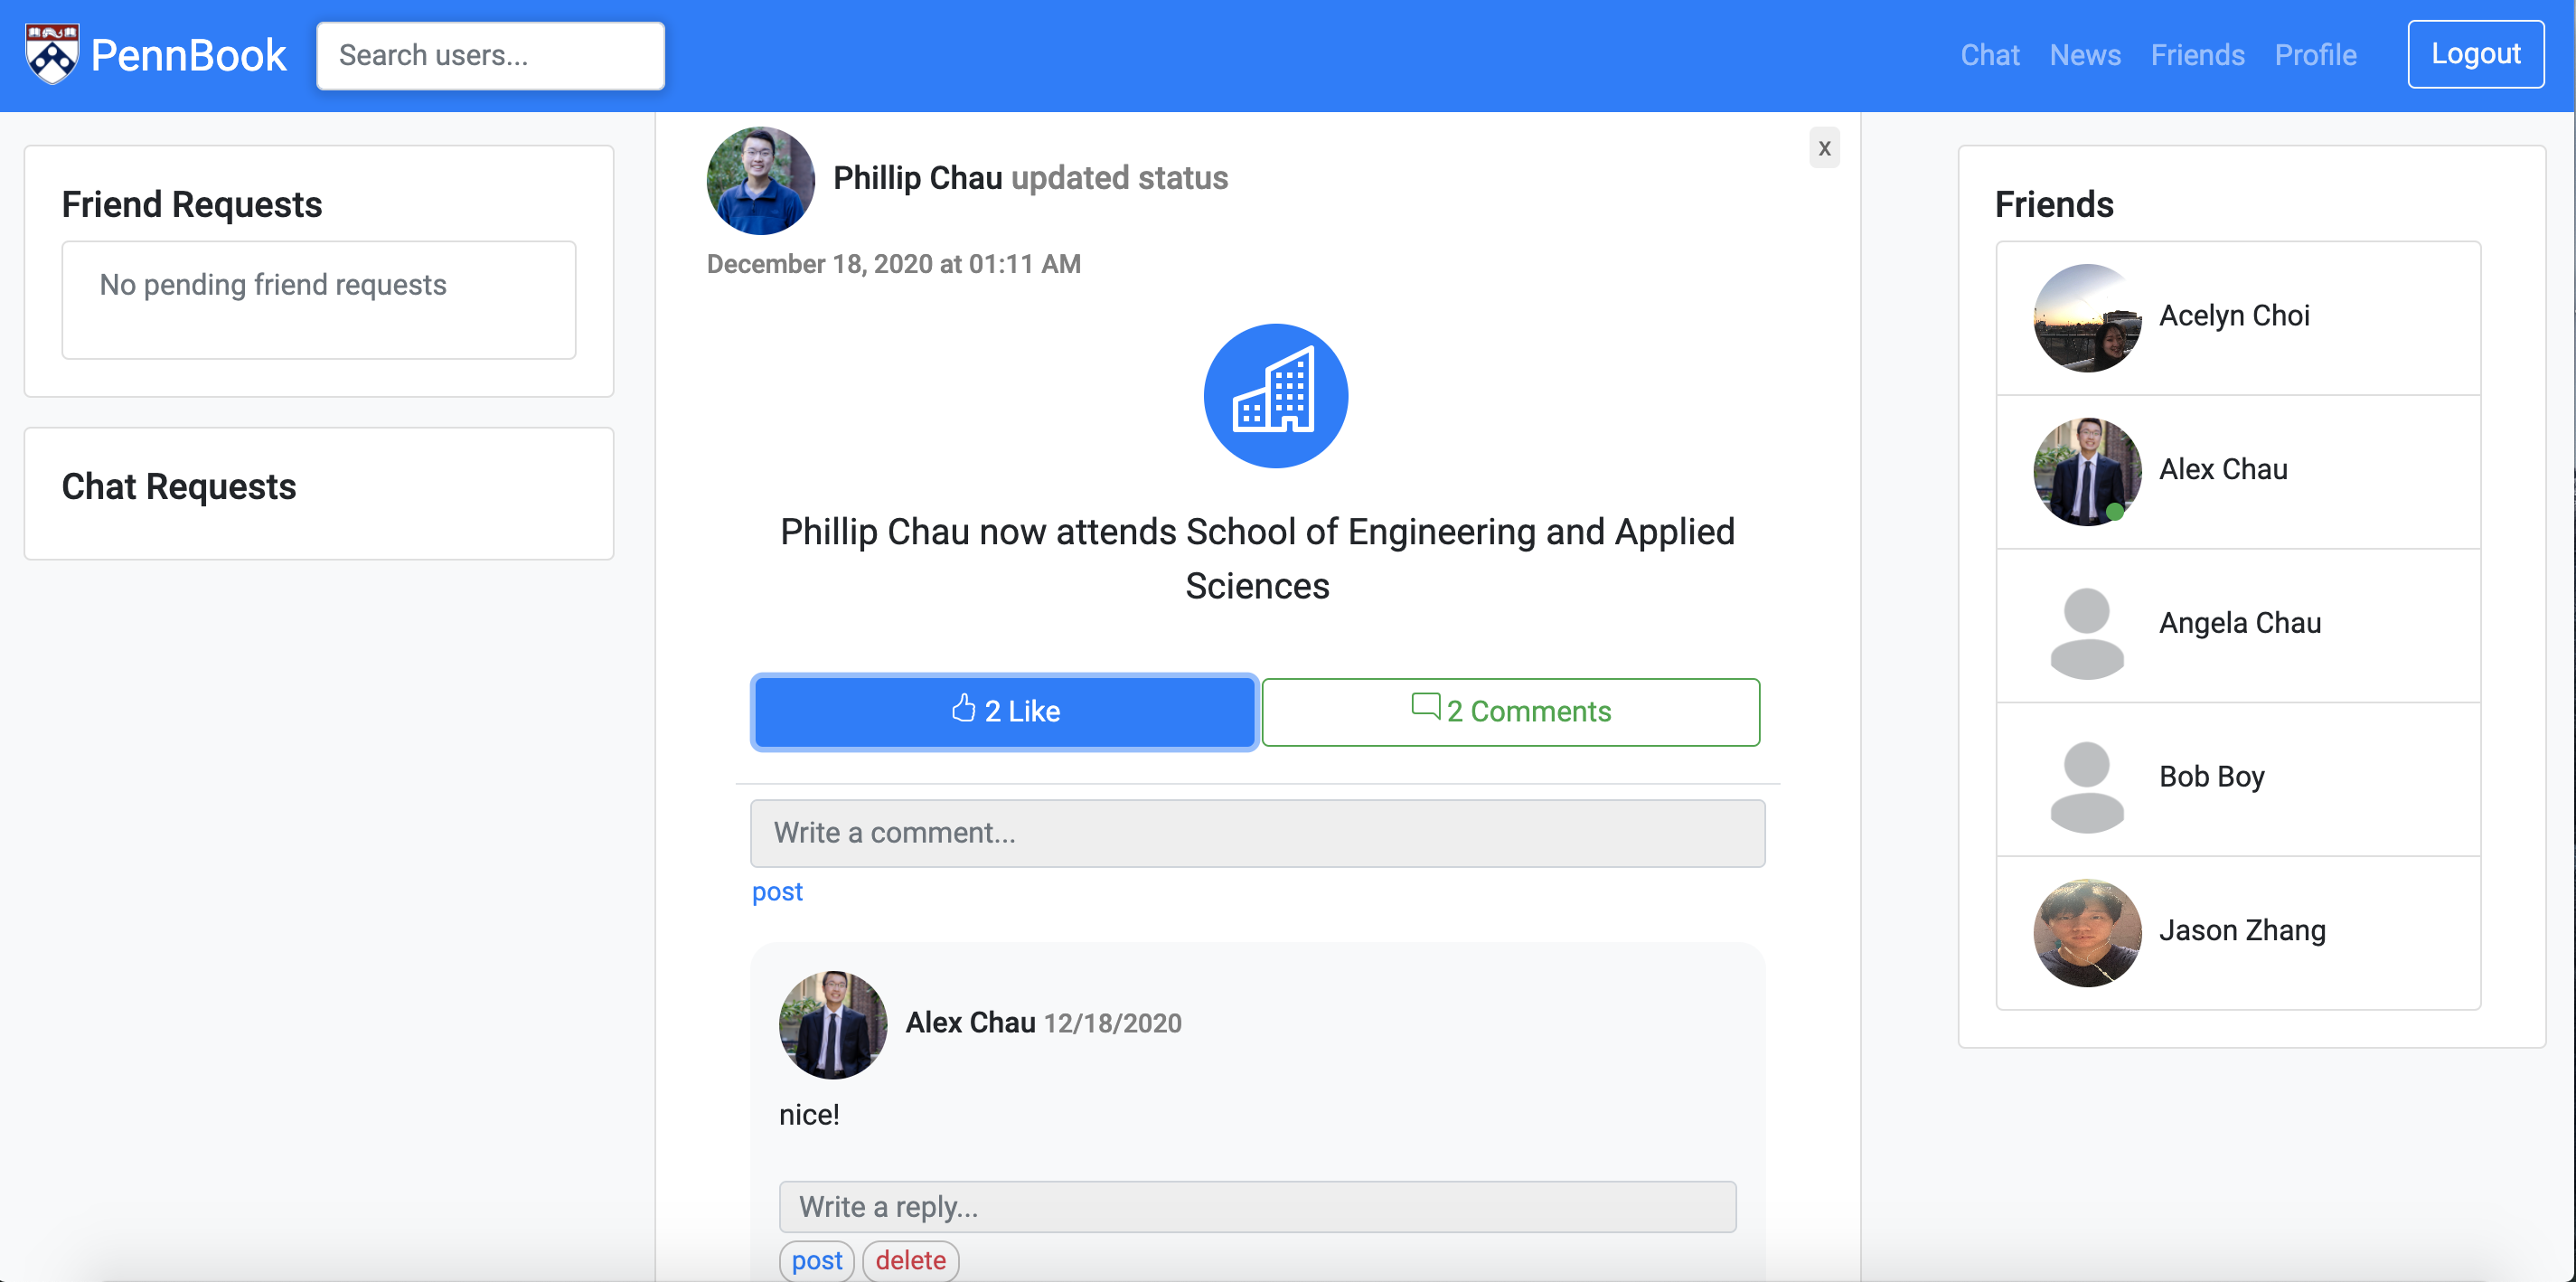 PennBook
Search users...
Chat
News
Friends
Profile
Logout
Friend Requests
No pending friend requests
Chat Requests
Phillip Chau updated status
x
December 18, 2020 at 01:11 AM
Phillip Chau now attends School of Engineering and Applied
Sciences
2 Like
2 Comments
Write a comment...
post
Alex Chau 12/18/2020
nice!
Write a reply...
post
delete
Friends
Acelyn Choi
Alex Chau
Angela Chau
Bob Boy
Jason Zhang